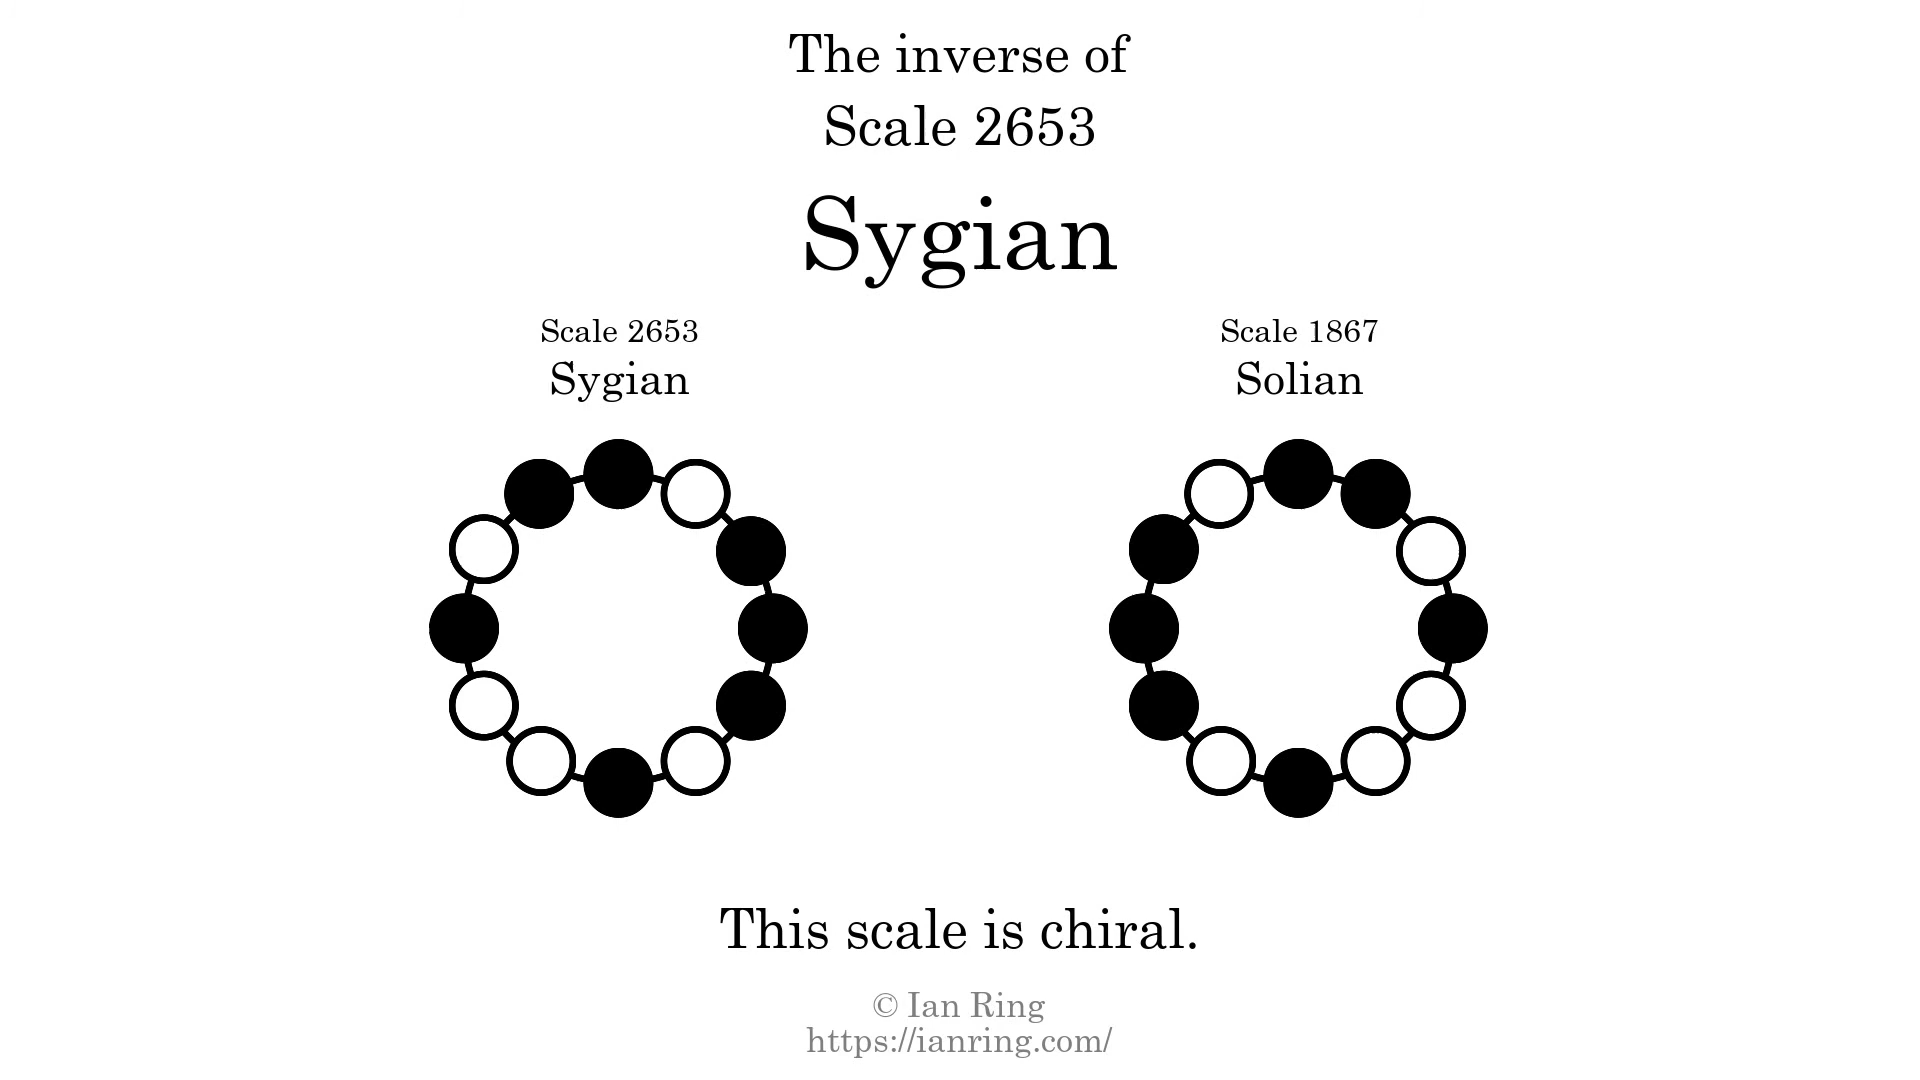 The inverse of
Scale 2653
Sygian
Scale 2653
Sygian
Scale 1867
Solian
This scale is chiral.
© Ian Ring
https://ianring.com/